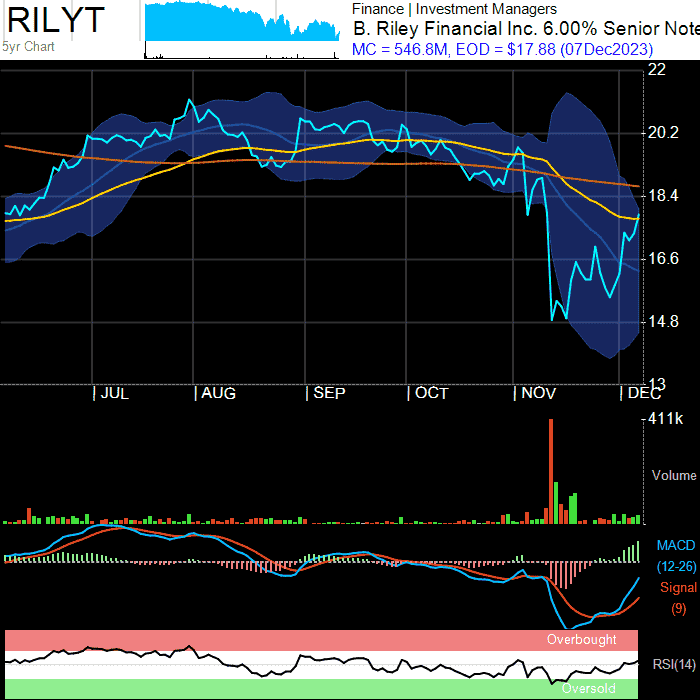 RILYT
5yr Chart
Finance | Investment Managers
B. Riley Financial Inc. 6.00% Senior Note
MC = 546.8M, EOD = $17.88 (07Dec2023)
22
20.2
18.4
16.6
14.8
13
JUL AUG SEP OCT NOV DEC
411k
Volume
MACD
(12-26)
Signal
(9)
Overbought
RSI(14)
Oversold